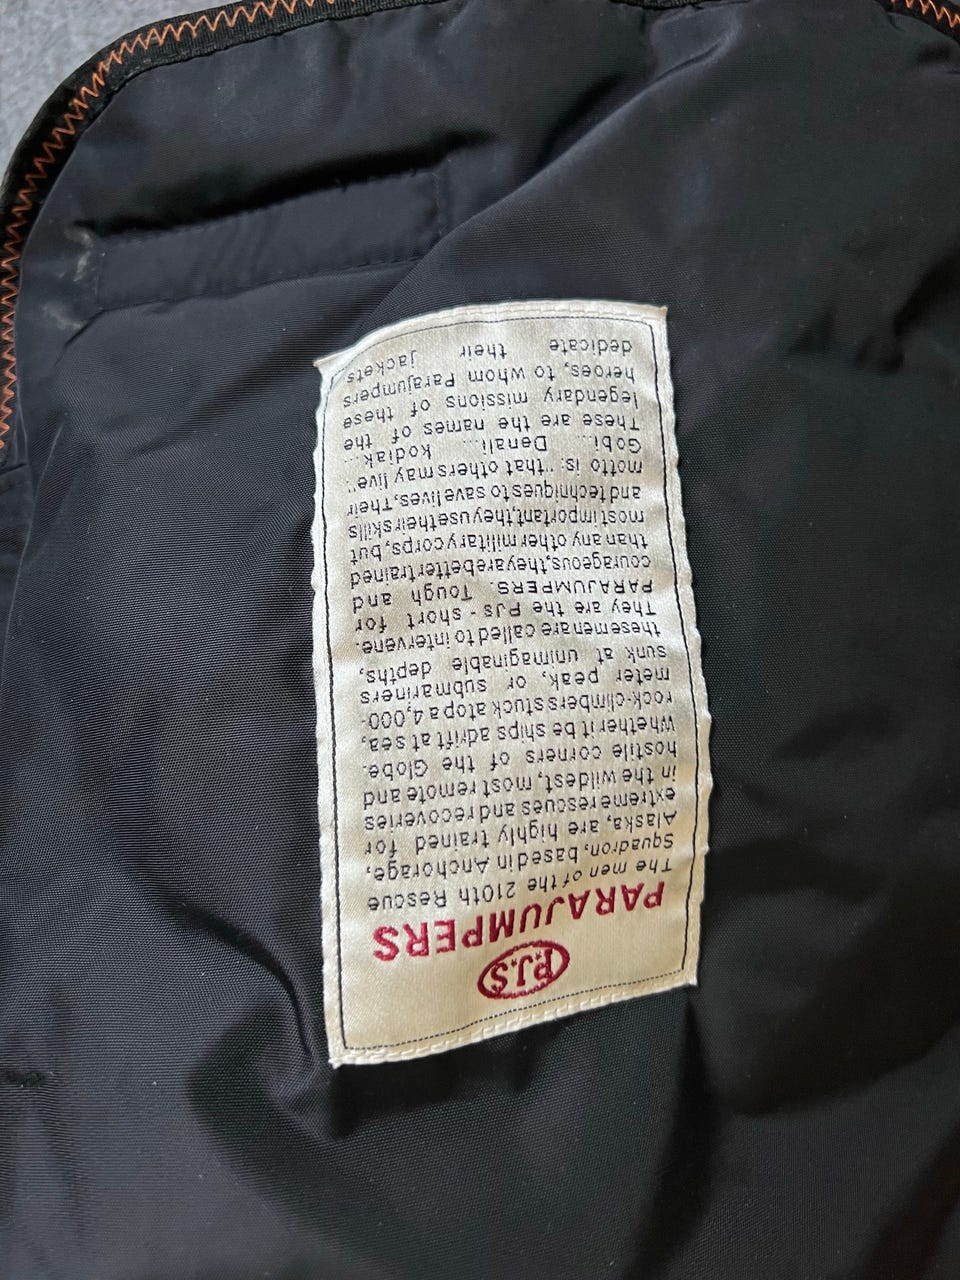 P.J.S
PARAJUMPERS
The men of the 210th Rescue
Squadron, based in Anchorage,
Alaska, are highly trained for
extreme rescues and recoveries
in the wildest, most remote and
hostile corners of the Globe.
Whether it be ships adrift at sea,
rock-climbers stuck atop a 4,000-
meter peak, or submariners
sunk at unimaginable depths,
these men are called to intervene.
They are the PJs - short for
PARAJUMPERS. Tough and
courageous, they are better trained
than any other military corps, but
most important, they use their skills
and techniques to save lives, Their
motto is: "that others may live".
Gobi... Denali... Kodiak...
These are the names of the
legendary missions of these
heroes, to whom Parajumpers
dedicate their jackets